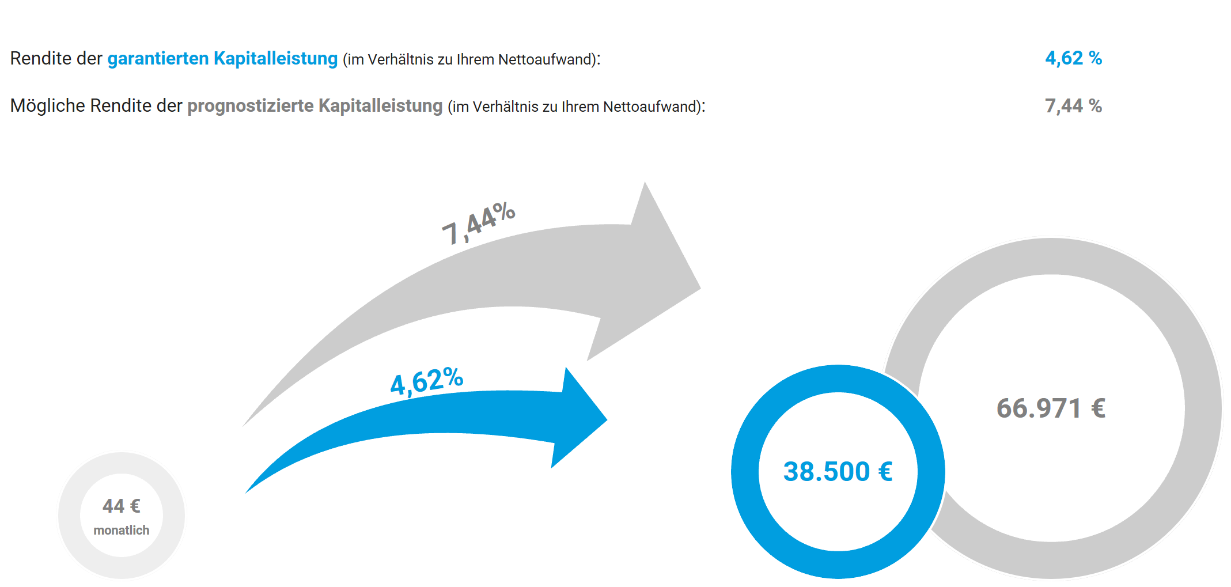 Rendite der garantierten Kapitalleistung (im Verhältnis zu Ihrem Nettoaufwand): 4,62 %
Mögliche Rendite der prognostizierte Kapitalleistung (im Verhältnis zu Ihrem Nettoaufwand): 7,44 %
7,44%
4,62%
66.971 €
38.500 €
44 €
monatlich